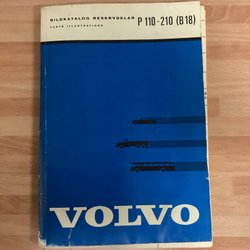 BILDKATALOG RESERVDELAR
PARTS ILLUSTRATIONS
P 110-210 (B18)
VOLVO